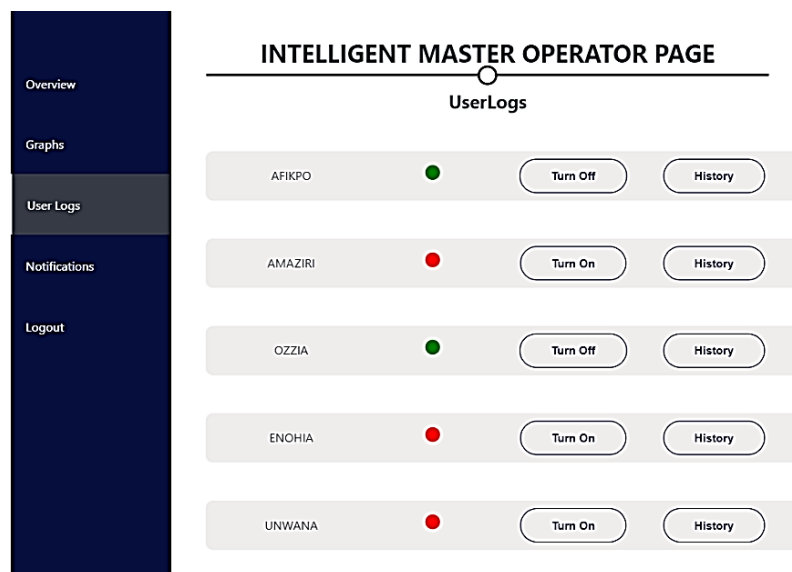 INTELLIGENT MASTER OPERATOR PAGE
UserLogs
Overview
Graphs
User Logs
Notifications
Logout
AFIKPO Turn Off History
AMAZIRI Turn On History
OZZIA Turn Off History
ENOHIA Turn On History
UNWANA Turn On History